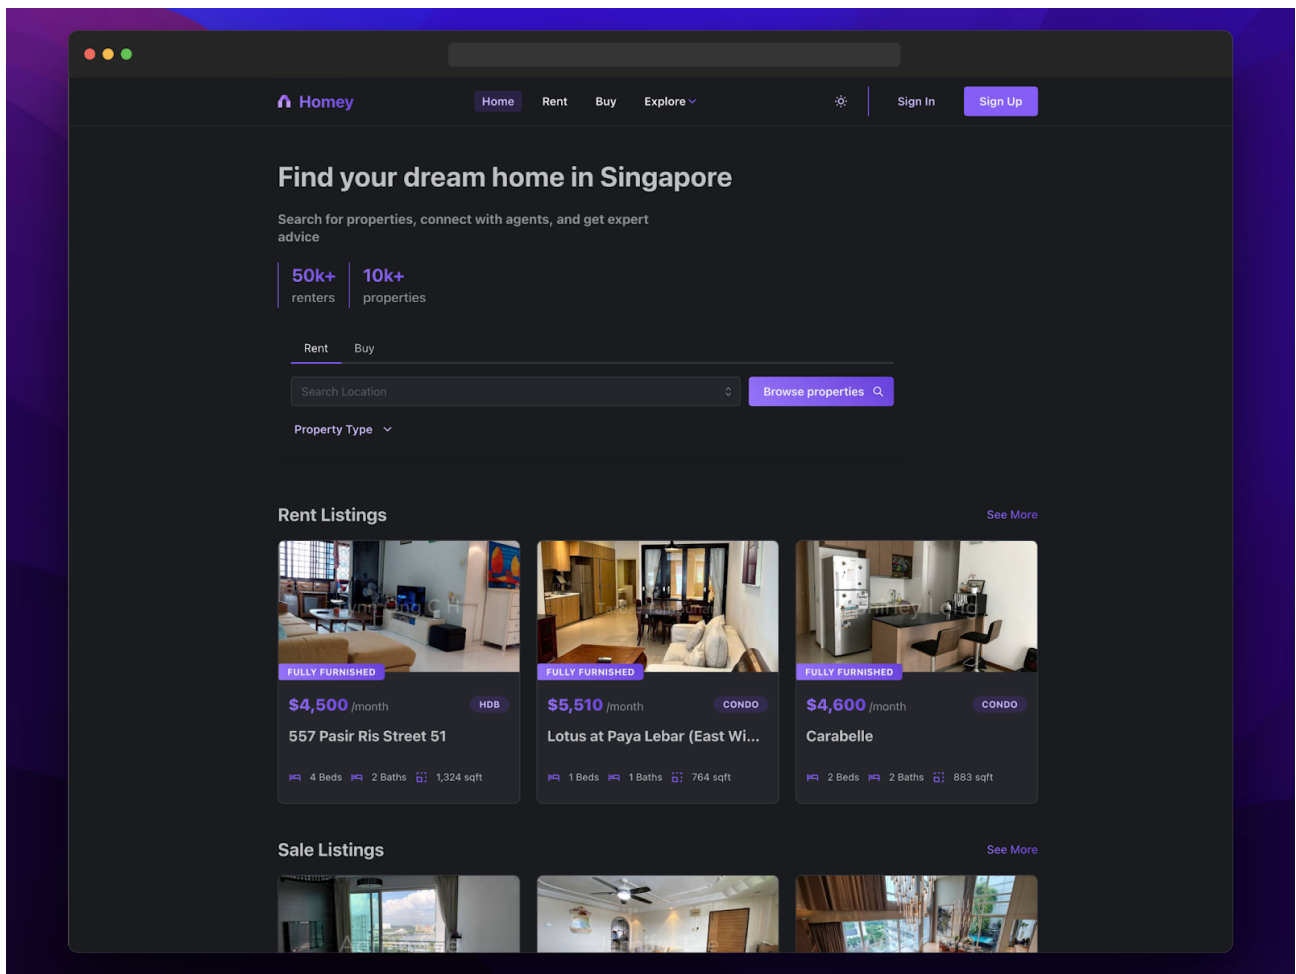 Homey
Home Rent Buy Explore
Sign In Sign Up
Find your dream home in Singapore
Search for properties, connect with agents, and get expert
advice
50k+ 10k+
renters properties
Rent Buy
Search Location Browse properties
Property Type
Rent Listings See More
FULLY FURNISHED FULLY FURNISHED FULLY FURNISHED
$4,500 /month HDB
557 Pasir Ris Street 51
4 Beds 2 Baths 1,324 sqft
$5,510 /month CONDO
Lotus at Paya Lebar (East Wi...
1 Beds 1 Baths 764 sqft
$4,600 /month CONDO
Carabelle
2 Beds 2 Baths 883 sqft
Sale Listings See More